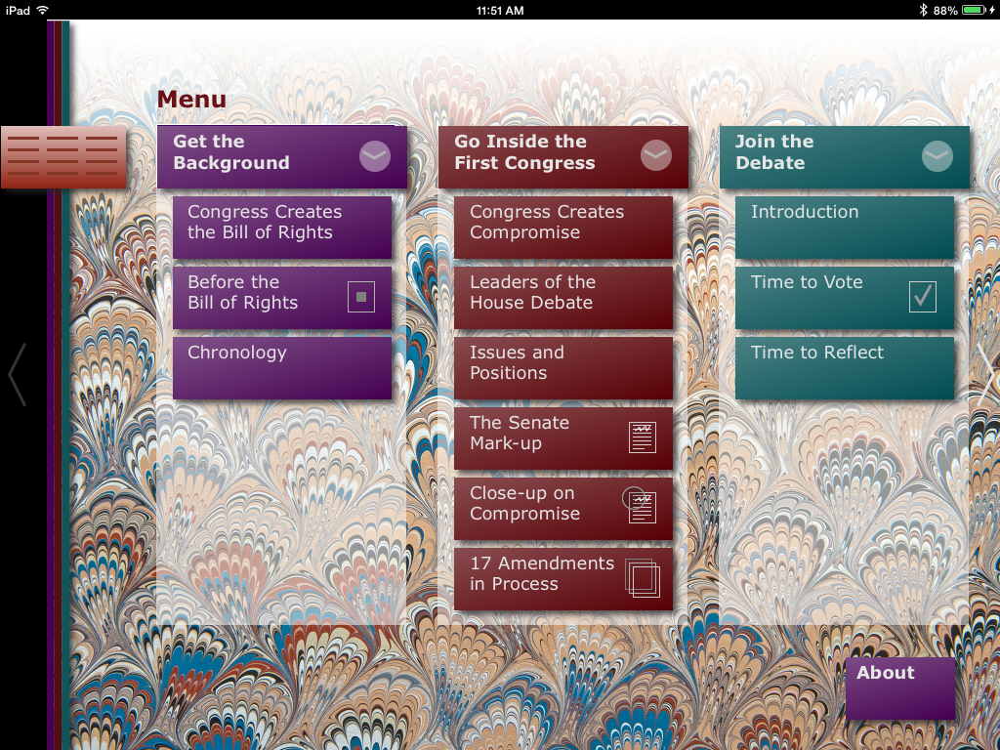 iPad
11:51 AM
88%
Menu
Get the
Background
Congress Creates
the Bill of Rights
Before the
Bill of Rights
Chronology
Go Inside the
First Congress
Congress Creates
Compromise
Leaders of the
House Debate
Issues and
Positions
The Senate
Mark-up
Close-up on
Compromise
17 Amendments
in Process
Join the
Debate
Introduction
Time to Vote
Time to Reflect
About